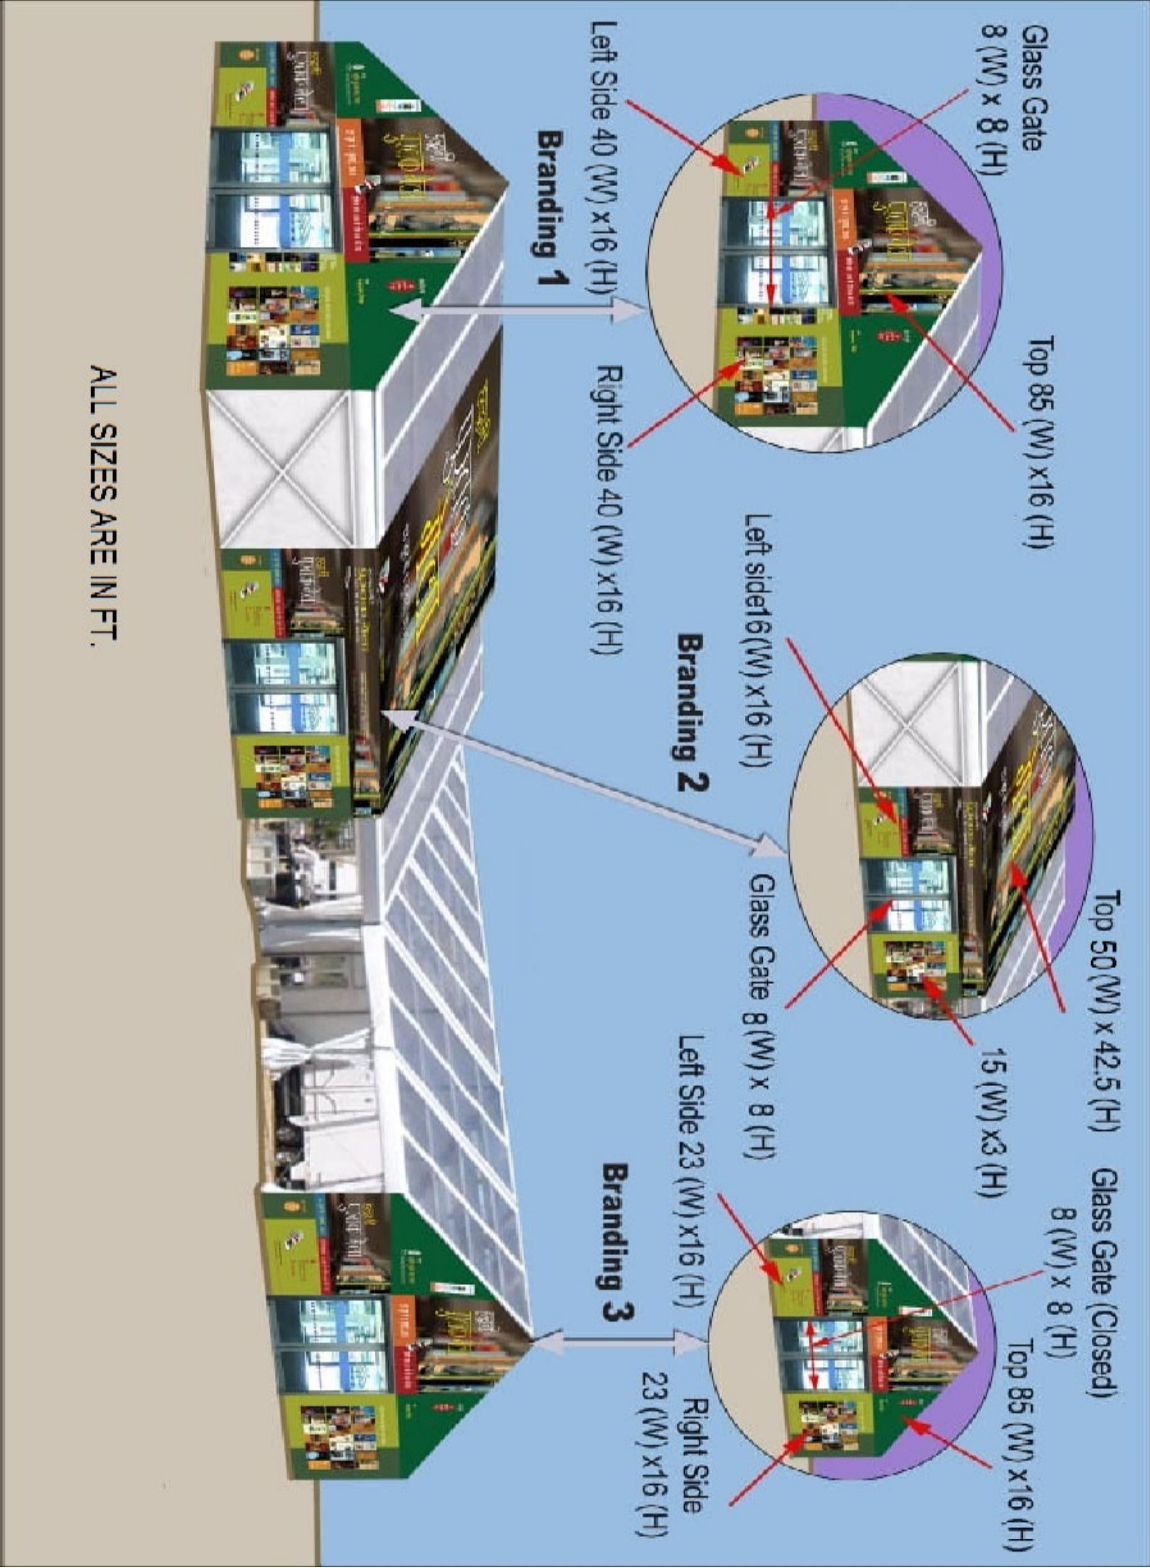 Glass Gate
8 (W) x 8 (H)
Top 85 (W) x16 (H)
Left Side 40 (W) x16 (H)
Branding 1
Right Side 40 (W) x16 (H)
Left side16(W) x16 (H)
Branding 2
Top 50(W) x 42.5 (H)
Glass Gate 8(W) x 8 (H)
15 (W) x3 (H)
Glass Gate (Closed)
8 (W) x 8 (H)
Top 85 (W) x16 (H)
Left Side 23 (W) x16 (H)
Branding 3
Right Side
23 (W) x16 (H)
ALL SIZES ARE IN FT.